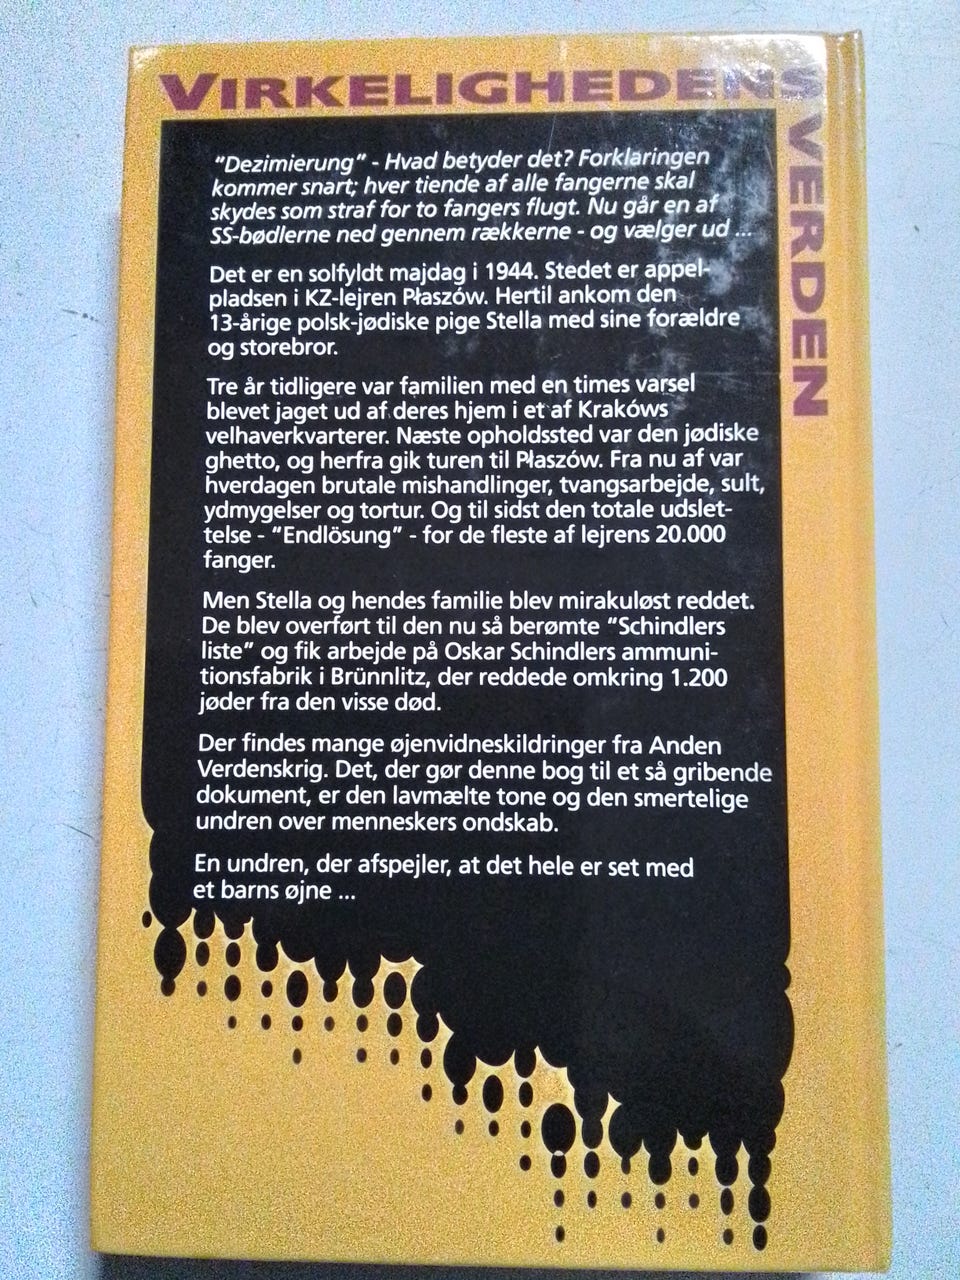 VIRKELIGHEDENS
VERDEN
"Dezimierung" - Hvad betyder det? Forklaringen
kommer snart; hver tiende af alle fangerne skal
skydes som straf for to fangers flugt. Nu går en af
SS-bødlerne ned gennem rækkerne - og vælger ud ...
Det er en solfyldt majdag i 1944. Stedet er appel-
pladsen i KZ-lejren Płaszów. Hertil ankom den
13-årige polsk-jødiske pige Stella med sine forældre
og storebror.
Tre år tidligere var familien med en times varsel
blevet jaget ud af deres hjem i et af Krakóws
velhaverkvarterer. Næste opholdssted var den jødiske
ghetto, og herfra gik turen til Płaszów. Fra nu af var
hverdagen brutale mishandlinger, tvangsarbejde, sult,
ydmygelser og tortur. Og til sidst den totale udslet-
telse - "Endlösung" - for de fleste af lejrens 20.000
fanger.
Men Stella og hendes familie blev mirakuløst reddet.
De blev overført til den nu så berømte "Schindlers
liste" og fik arbejde på Oskar Schindlers ammuni-
tionsfabrik i Brünnlitz, der reddede omkring 1.200
jøder fra den visse død.
Der findes mange øjenvidneskildringer fra Anden
Verdenskrig. Det, der gør denne bog til et så gribende
dokument, er den lavmælte tone og den smertelige
undren over menneskers ondskab.
En undren, der afspejler, at det hele er set med
et barns øjne ...